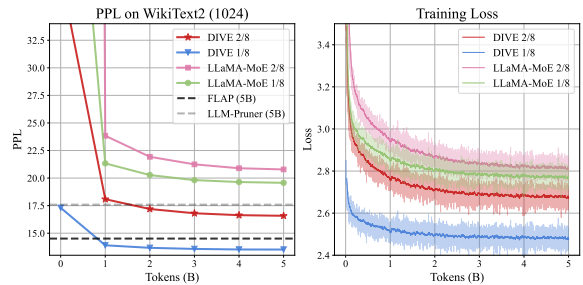 PPL on WikiText2 (1024)
PPL
32.5
30.0
27.5
25.0
22.5
20.0
17.5
15.0
DIVE 2/8
DIVE 1/8
LLaMA-MoE 2/8
LLaMA-MoE 1/8
FLAP (5B)
LLM-Pruner (5B)
0 1 2 3 4 5
Tokens (B)
Training Loss
Loss
3.4
3.2
3.0
2.8
2.6
2.4
DIVE 2/8
DIVE 1/8
LLaMA-MoE 2/8
LLaMA-MoE 1/8
0 1 2 3 4 5
Tokens (B)